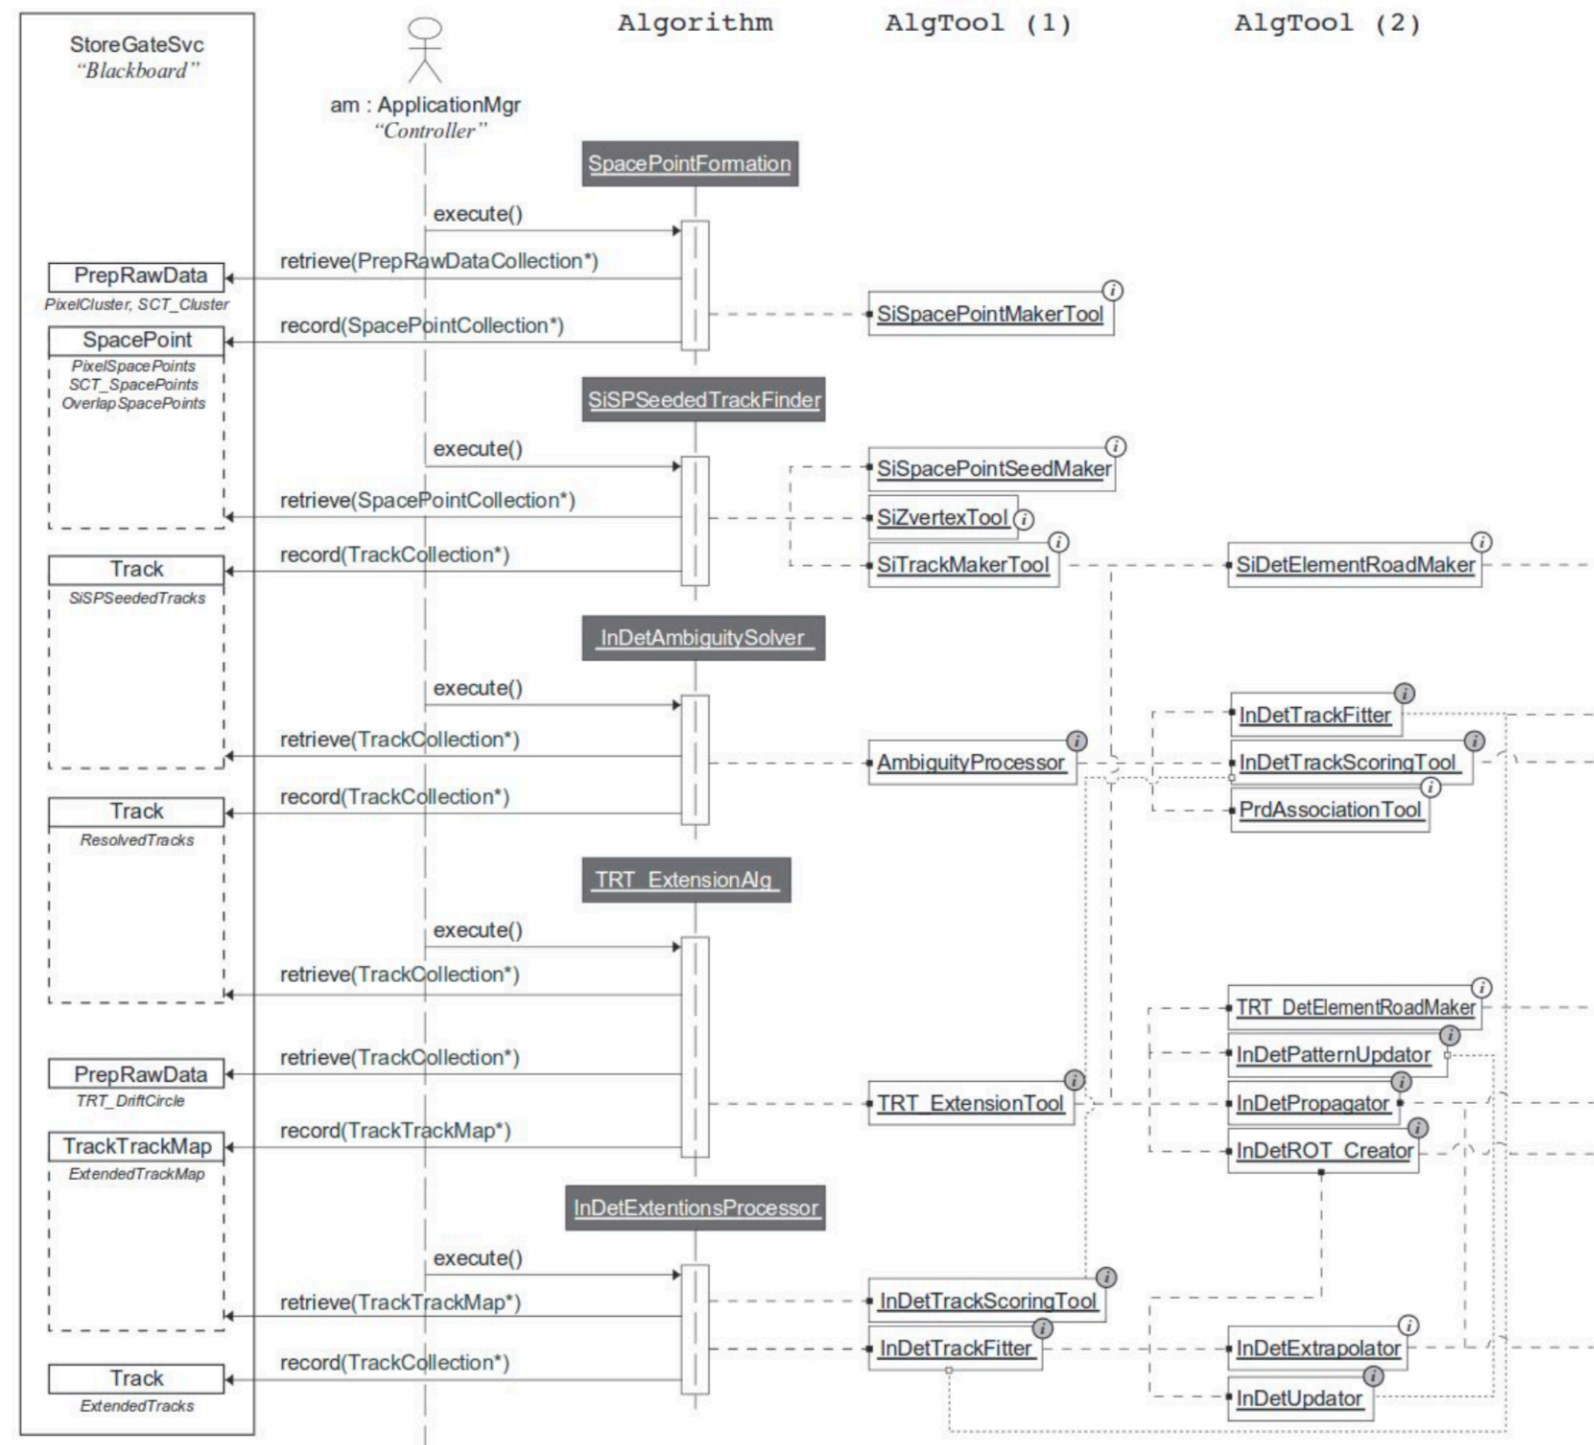 Algorithm
AlgTool (1)
AlgTool (2)
StoreGateSvc
“Blackboard”
am : ApplicationMgr
“Controller”
SpacePointFormation
execute()
retrieve(PrepRawDataCollection*)
PrepRawData
PixelCluster, SCT_Cluster
i
SiSpacePointMakerTool
record(SpacePointCollection*)
SpacePoint
PixelSpacePoints
SCT_SpacePoints
OverlapSpacePoints
SiSPSeededTrackFinder
execute()
i
SiSpacePointSeedMaker
retrieve(SpacePointCollection*)
SiZvertexTool
i
record(TrackCollection*)
Track
SiSPSeededTracks
i
SiTrackMakerTool
i
SiDetElementRoadMaker
InDetAmbiguitySolver
execute()
i
InDetTrackFitter
retrieve(TrackCollection*)
i
AmbiguityProcessor
i
InDetTrackScoringTool
record(TrackCollection*)
Track
ResolvedTracks
i
PrdAssociationTool
TRT_ExtensionAlg
execute()
retrieve(TrackCollection*)
i
TRT_DetElementRoadMaker
i
InDetPatternUpdator
retrieve(TrackCollection*)
PrepRawData
TRT_DriftCircle
i
TRT_ExtensionTool
i
InDetPropagator
record(TrackTrackMap*)
TrackTrackMap
ExtendedTrackMap
i
InDetROT_Creator
InDetExtentionsProcessor
execute()
retrieve(TrackTrackMap*)
i
InDetTrackScoringTool
i
InDetTrackFitter
i
InDetExtrapolator
record(TrackCollection*)
Track
ExtendedTracks
i
InDetUpdator